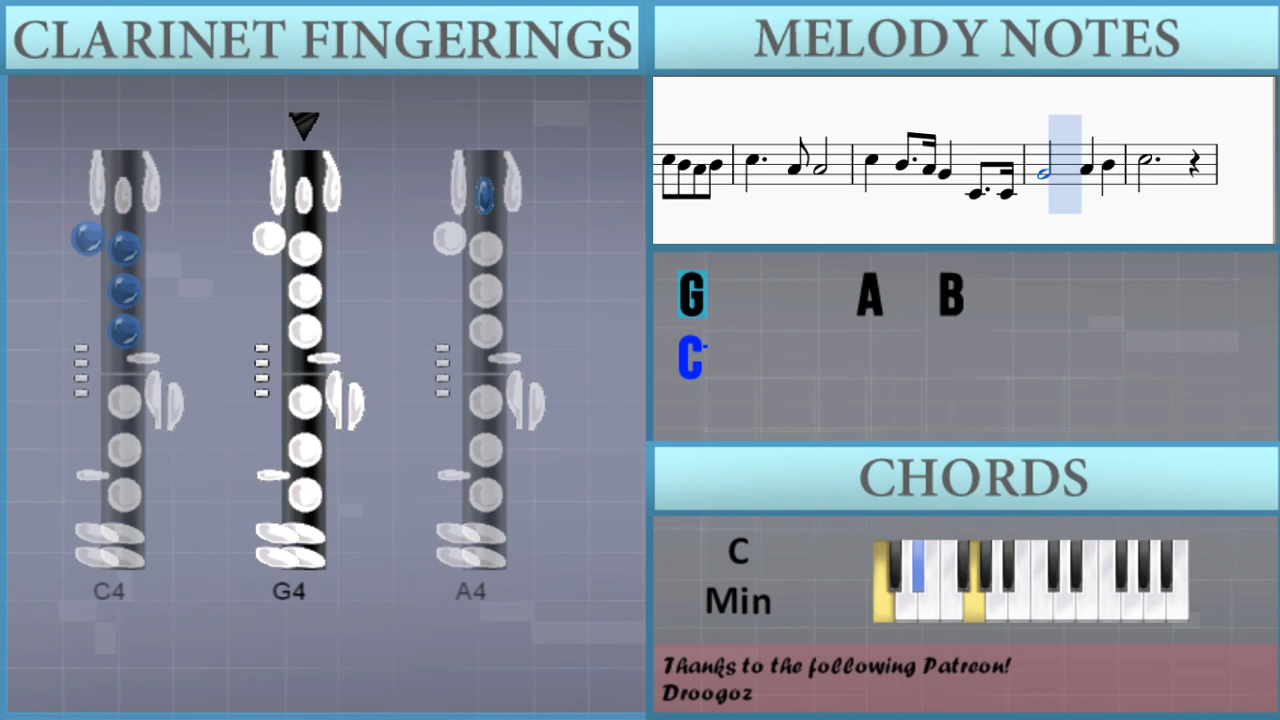 CLARINET FINGERINGS
C4 G4 A4
MELODY NOTES
G A B
C-
CHORDS
C
Min
Thanks to the following Patreon!
Droogoz